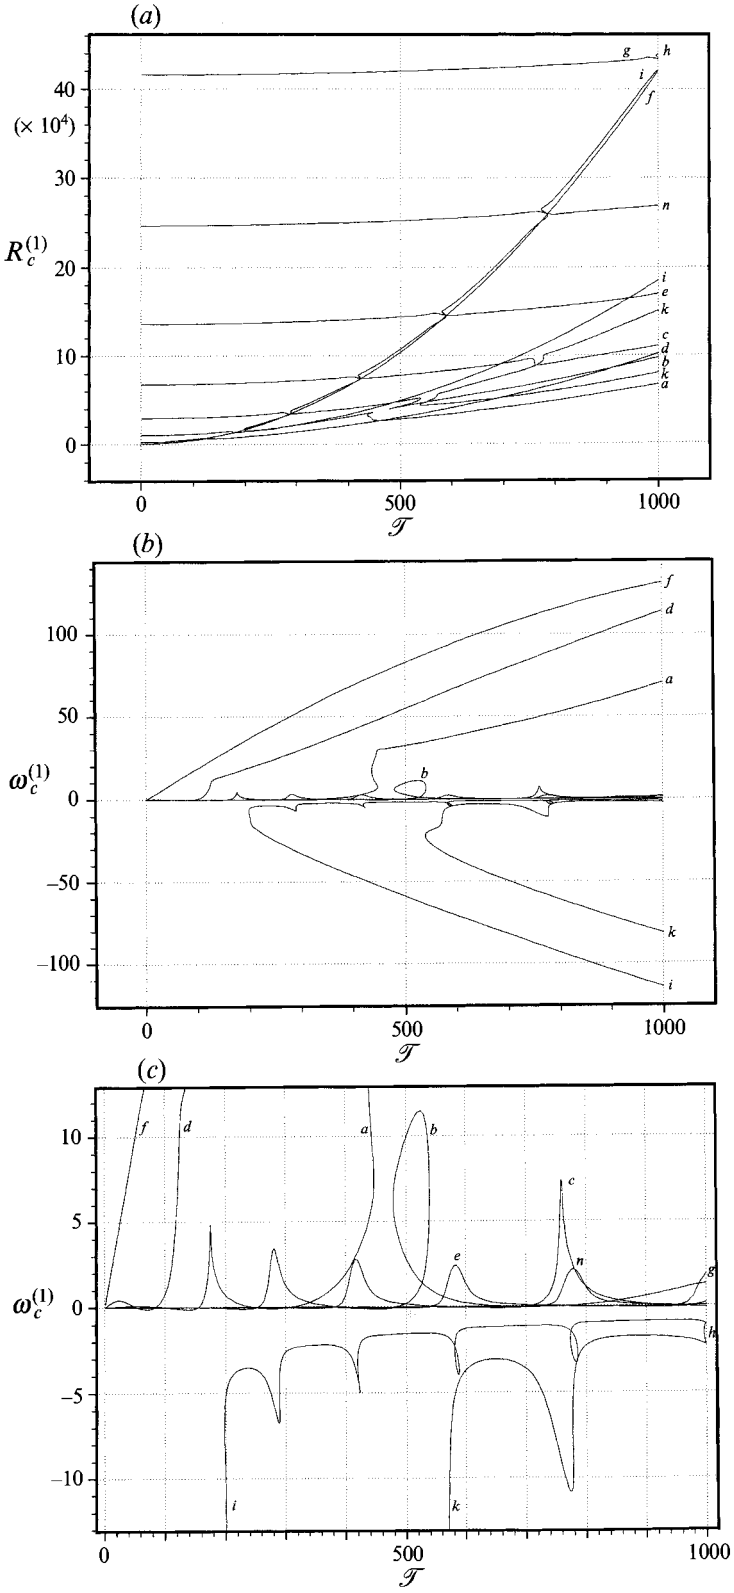 (a)
g h
i
40
f
(× 10⁴)
30
n
R_c^(1)
20
i
e
k
10
c
d
b
k
a
0
0 500 1000
𝒯
(b)
f
100
d
50
a
ω_c^(1)
b
0
−50
k
−100
i
0 500 1000
𝒯
(c)
10
f d a b
5
c
e n
g
ω_c^(1)
0
h
−5
−10
i k
0 500 1000
𝒯